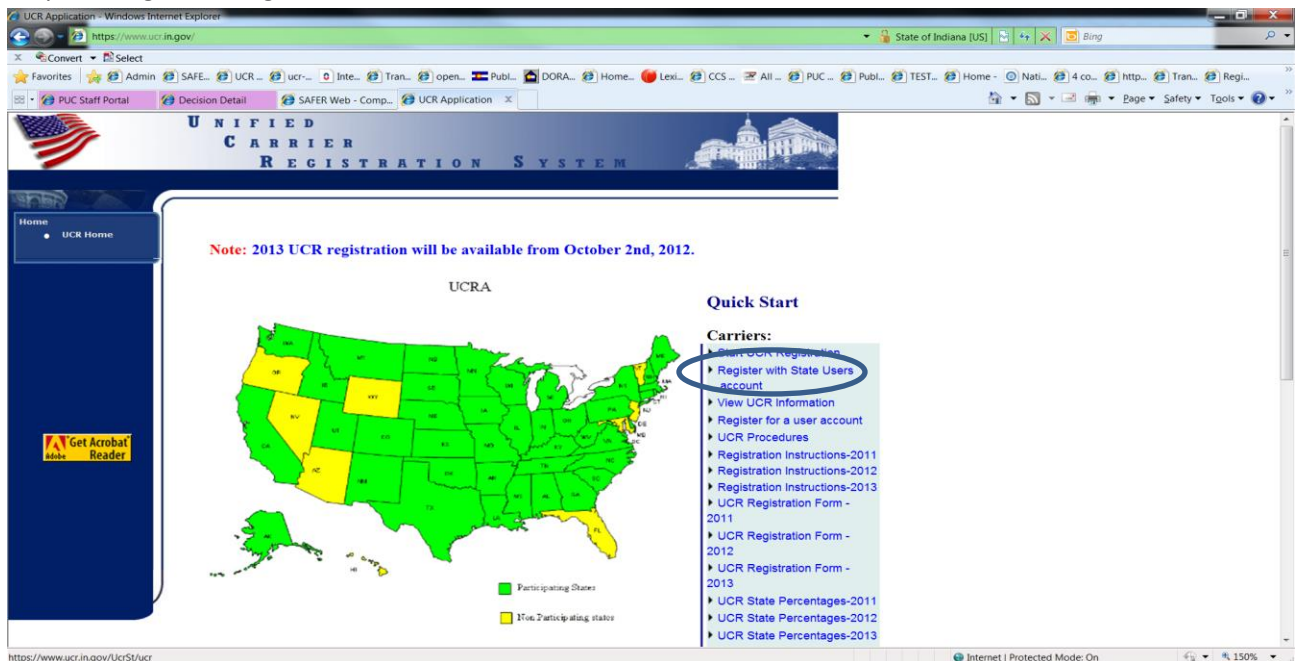 UCR Application - Windows Internet Explorer
https://www.ucr.in.gov/
State of Indiana [US]
Bing
x Convert Select
Favorites Admin SAFE... UCR ... ucr-... Inte... Tran... open... Publ... DORA... Home... Lexi... CCS ... All ... PUC ... Publ... TEST... Home - Nati... 4 co... http... Tran... Regi...
PUC Staff Portal Decision Detail SAFER Web - Comp... UCR Application x Page Safety Tools
UNIFIED
CARRIER
REGISTRATION SYSTEM
Home
UCR Home
Note: 2013 UCR registration will be available from October 2nd, 2012.
UCRA
Quick Start
Carriers:
Start UCR Registration
Register with State Users
account
View UCR Information
Register for a user account
UCR Procedures
Registration Instructions-2011
Registration Instructions-2012
Registration Instructions-2013
UCR Registration Form -
2011
UCR Registration Form -
2012
UCR Registration Form -
2013
UCR State Percentages-2011
UCR State Percentages-2012
UCR State Percentages-2013
Get Acrobat
Adobe Reader
Participating States
Non Participating states
https://www.ucr.in.gov/UcrSt/ucr
Internet | Protected Mode: On
150%